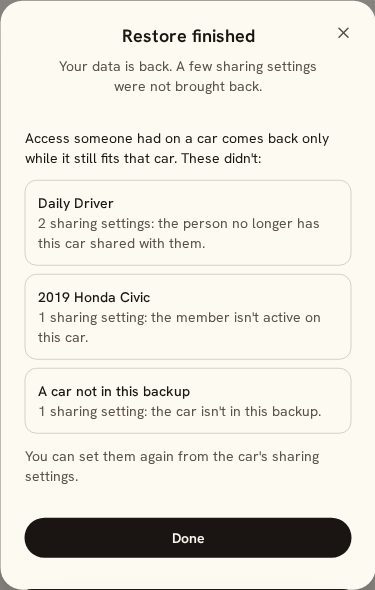 Restore finished
Your data is back. A few sharing settings
were not brought back.
Access someone had on a car comes back only
while it still fits that car. These didn't:
Daily Driver
2 sharing settings: the person no longer has
this car shared with them.
2019 Honda Civic
1 sharing setting: the member isn't active on
this car.
A car not in this backup
1 sharing setting: the car isn't in this backup.
You can set them again from the car's sharing
settings.
Done